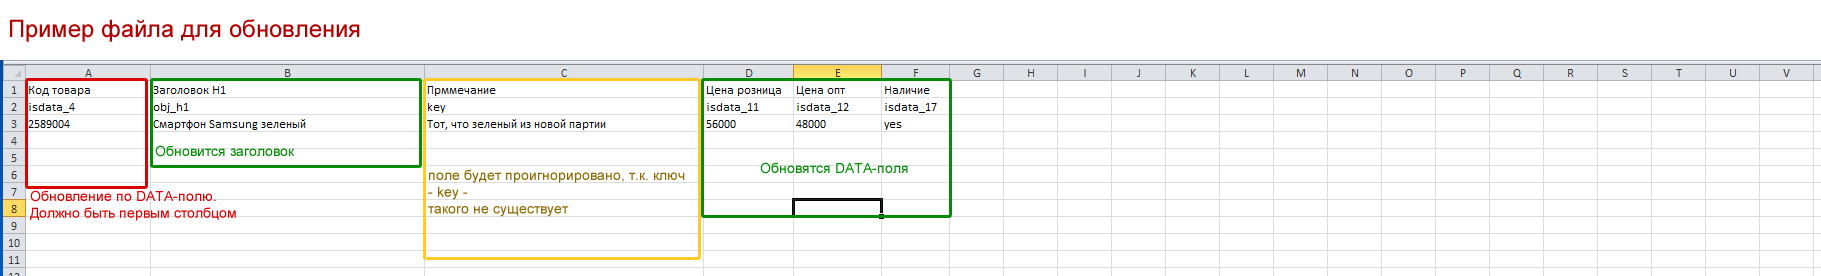 Пример файла для обновления
A B C D E F G H I J K L M N O P Q R S T U V
1 Код товара Заголовок H1 Прммечание Цена розница Цена опт Наличие
2 isdata_4 obj_h1 key isdata_11 isdata_12 isdata_17
3 2589004 Смартфон Samsung зеленый Тот, что зеленый из новой партии 56000 48000 yes
4
Обновится заголовок
5
Обновятся DATA-поля
6 поле будет проигнорировано, т.к. ключ
7 Обновление по DATA-полю. - key -
8 Должно быть первым столбцом такого не существует
9
10
11
12